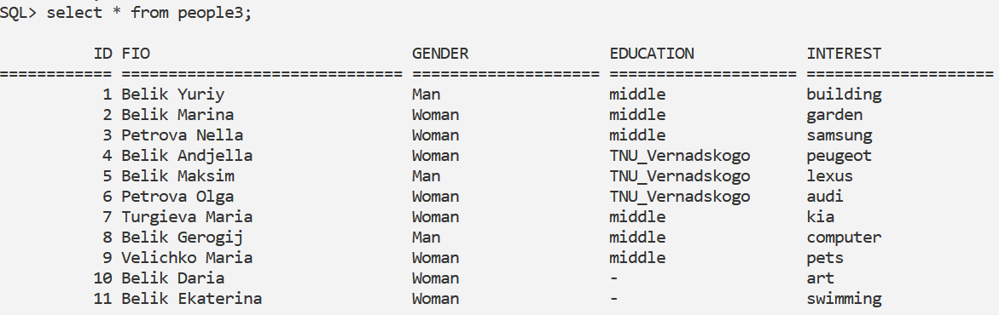 SQL> select * from people3;
ID FIO GENDER EDUCATION INTEREST
============ ============================== ==================== ==================== ====================
1 Belik Yuriy Man middle building
2 Belik Marina Woman middle garden
3 Petrova Nella Woman middle samsung
4 Belik Andjella Woman TNU_Vernadskogo peugeot
5 Belik Maksim Man TNU_Vernadskogo lexus
6 Petrova Olga Woman TNU_Vernadskogo audi
7 Turgieva Maria Woman middle kia
8 Belik Gerogij Man middle computer
9 Velichko Maria Woman middle pets
10 Belik Daria Woman - art
11 Belik Ekaterina Woman - swimming